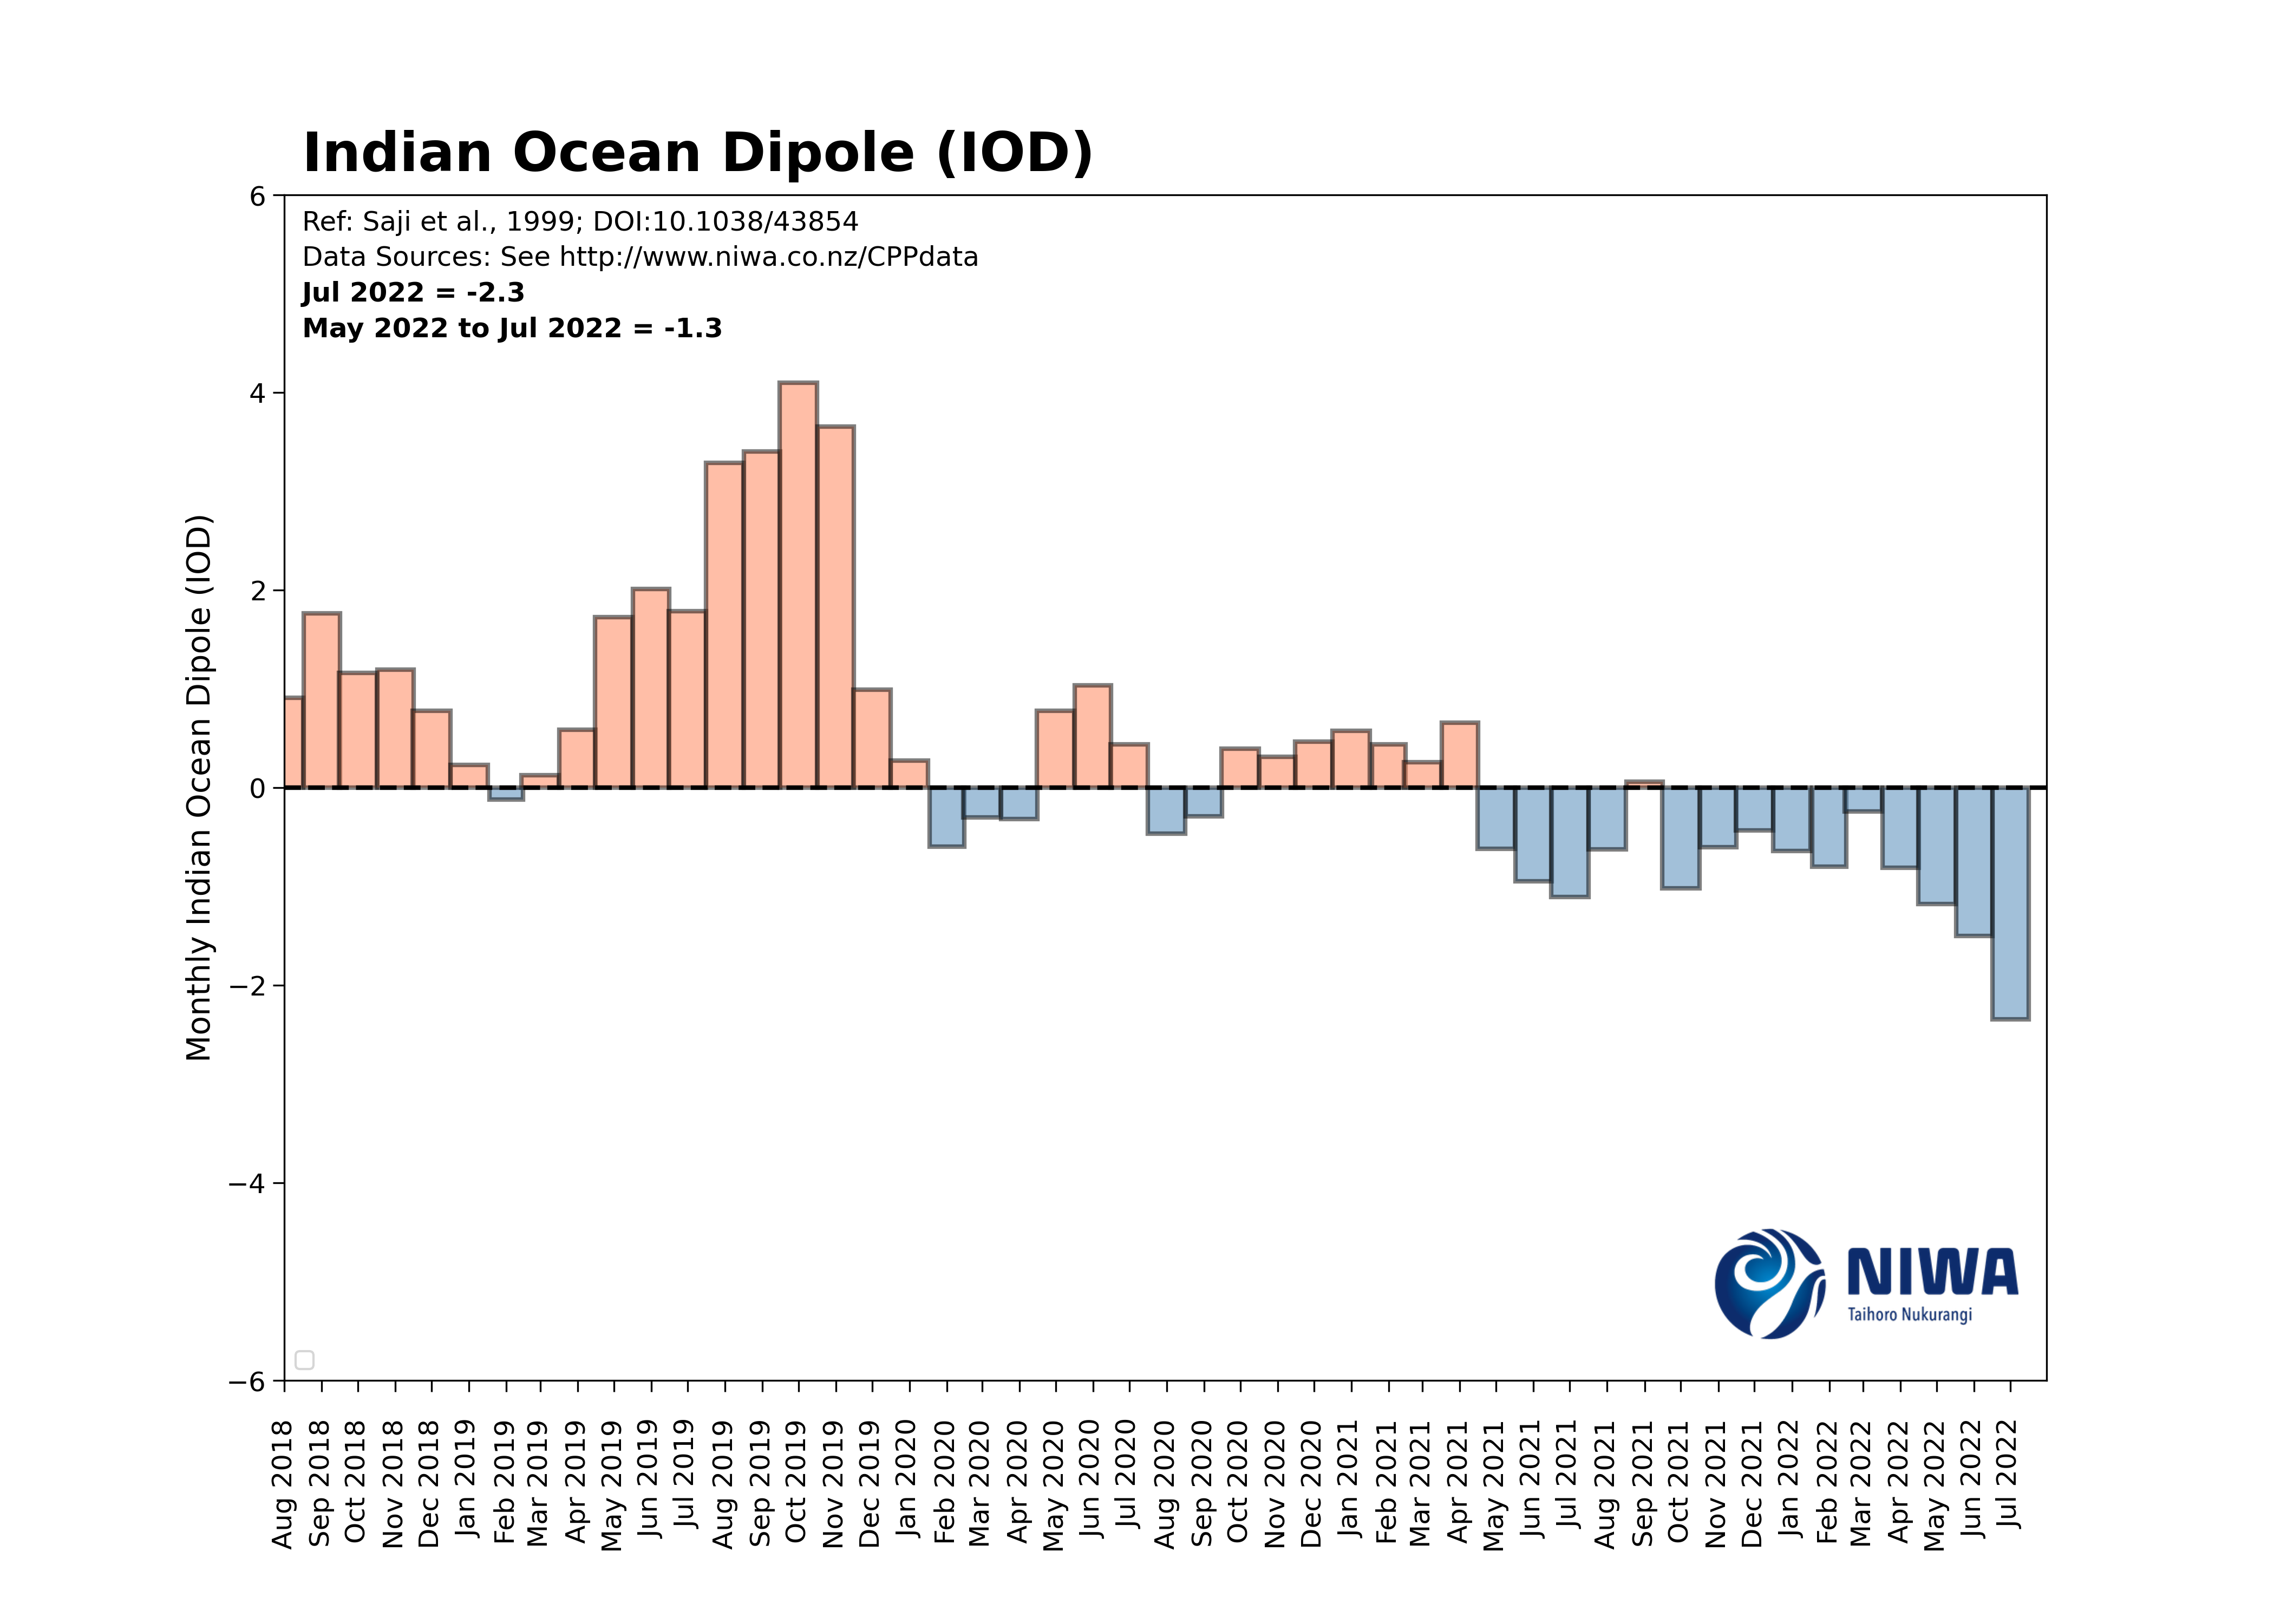 Indian Ocean Dipole (IOD)
Ref: Saji et al., 1999; DOI:10.1038/43854
Data Sources: See http://www.niwa.co.nz/CPPdata
Jul 2022 = -2.3
May 2022 to Jul 2022 = -1.3
Monthly Indian Ocean Dipole (IOD)
6
4
2
0
−2
−4
−6
NIWA
Taihoro Nukurangi
Aug 2018
Sep 2018
Oct 2018
Nov 2018
Dec 2018
Jan 2019
Feb 2019
Mar 2019
Apr 2019
May 2019
Jun 2019
Jul 2019
Aug 2019
Sep 2019
Oct 2019
Nov 2019
Dec 2019
Jan 2020
Feb 2020
Mar 2020
Apr 2020
May 2020
Jun 2020
Jul 2020
Aug 2020
Sep 2020
Oct 2020
Nov 2020
Dec 2020
Jan 2021
Feb 2021
Mar 2021
Apr 2021
May 2021
Jun 2021
Jul 2021
Aug 2021
Sep 2021
Oct 2021
Nov 2021
Dec 2021
Jan 2022
Feb 2022
Mar 2022
Apr 2022
May 2022
Jun 2022
Jul 2022